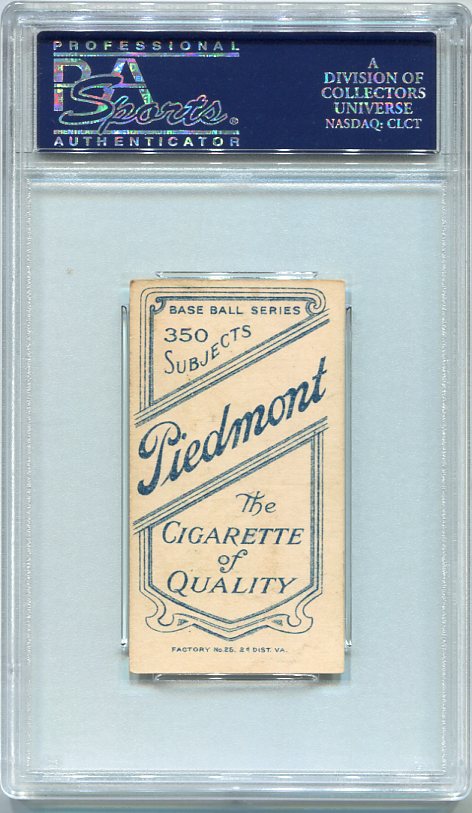 PROFESSIONAL
PSA
Sports®
AUTHENTICATOR
A
DIVISION OF
COLLECTORS
UNIVERSE
NASDAQ: CLCT
BASE BALL SERIES
350
SUBJECTS
Piedmont
The
CIGARETTE
of
QUALITY
FACTORY No. 25, 2d DIST. VA.